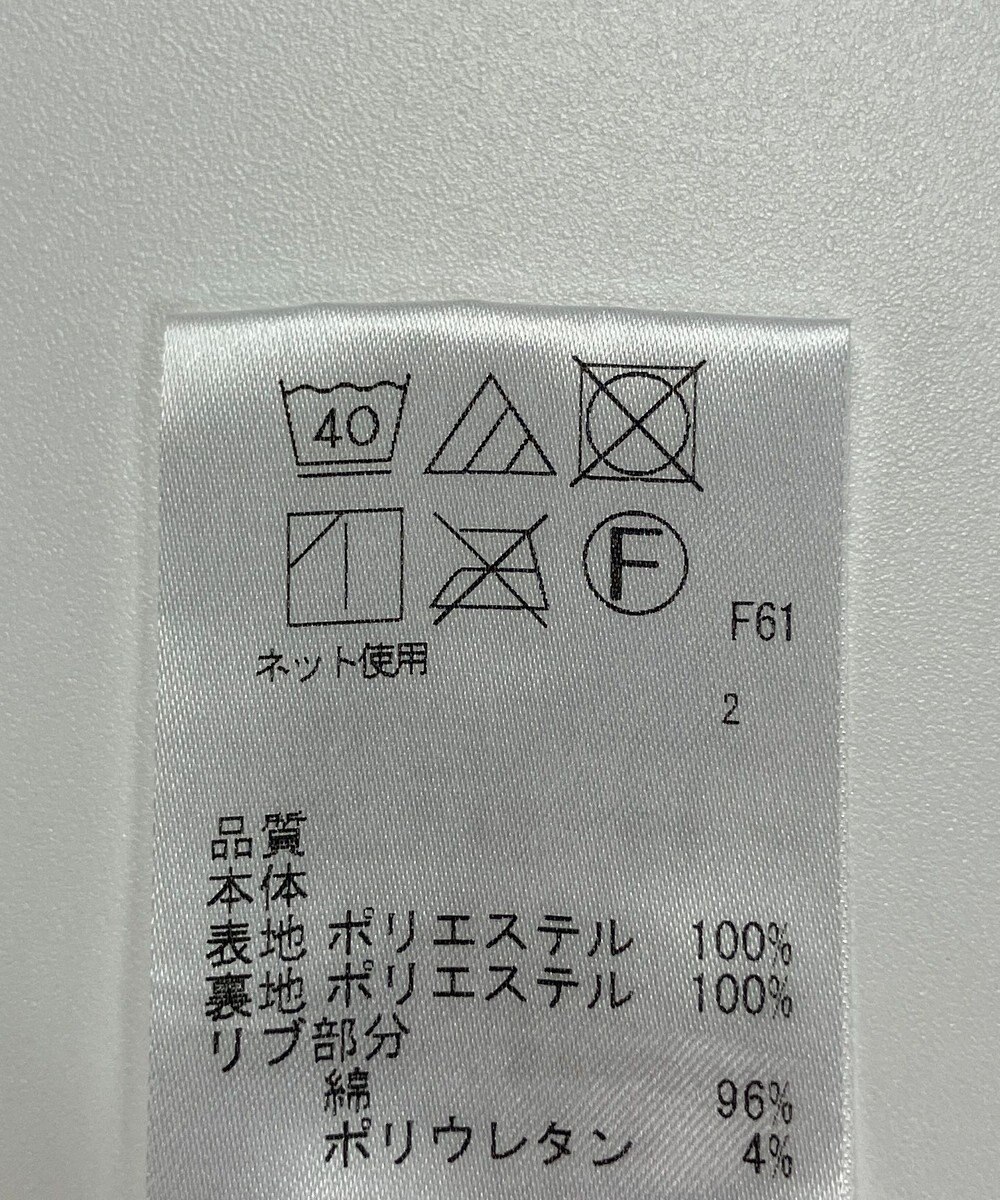 40
F
F61
ネット使用
2
品質
本体
表地 ポリエステル 100%
裏地 ポリエステル 100%
リブ部分
綿 96%
ポリウレタン 4%